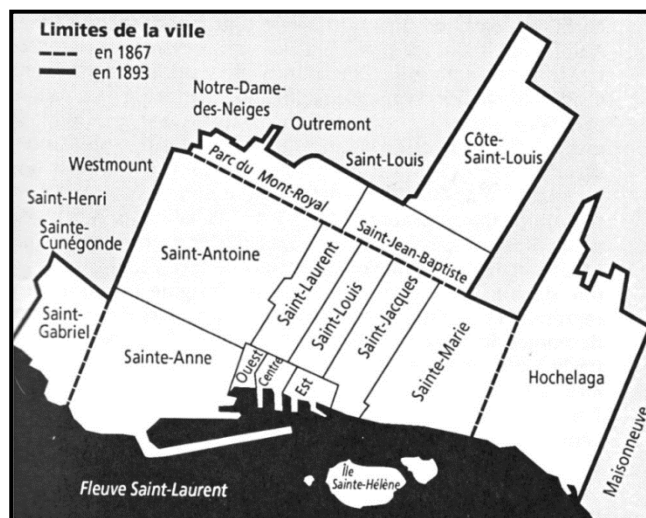 Limites de la ville
en 1867
en 1893
Notre-Dame-
des-Neiges
Outremont
Saint-Louis
Côte-
Saint-Louis
Westmount
Parc du Mont-Royal
Saint-Henri
Sainte-
Cunégonde
Saint-Antoine
Saint-Laurent
Saint-Jean-Baptiste
Saint-Louis
Saint-Jacques
Saint-
Gabriel
Sainte-Anne
Ouest
Centre
Est
Sainte-Marie
Hochelaga
Maisonneuve
Fleuve Saint-Laurent
Île
Sainte-Hélène